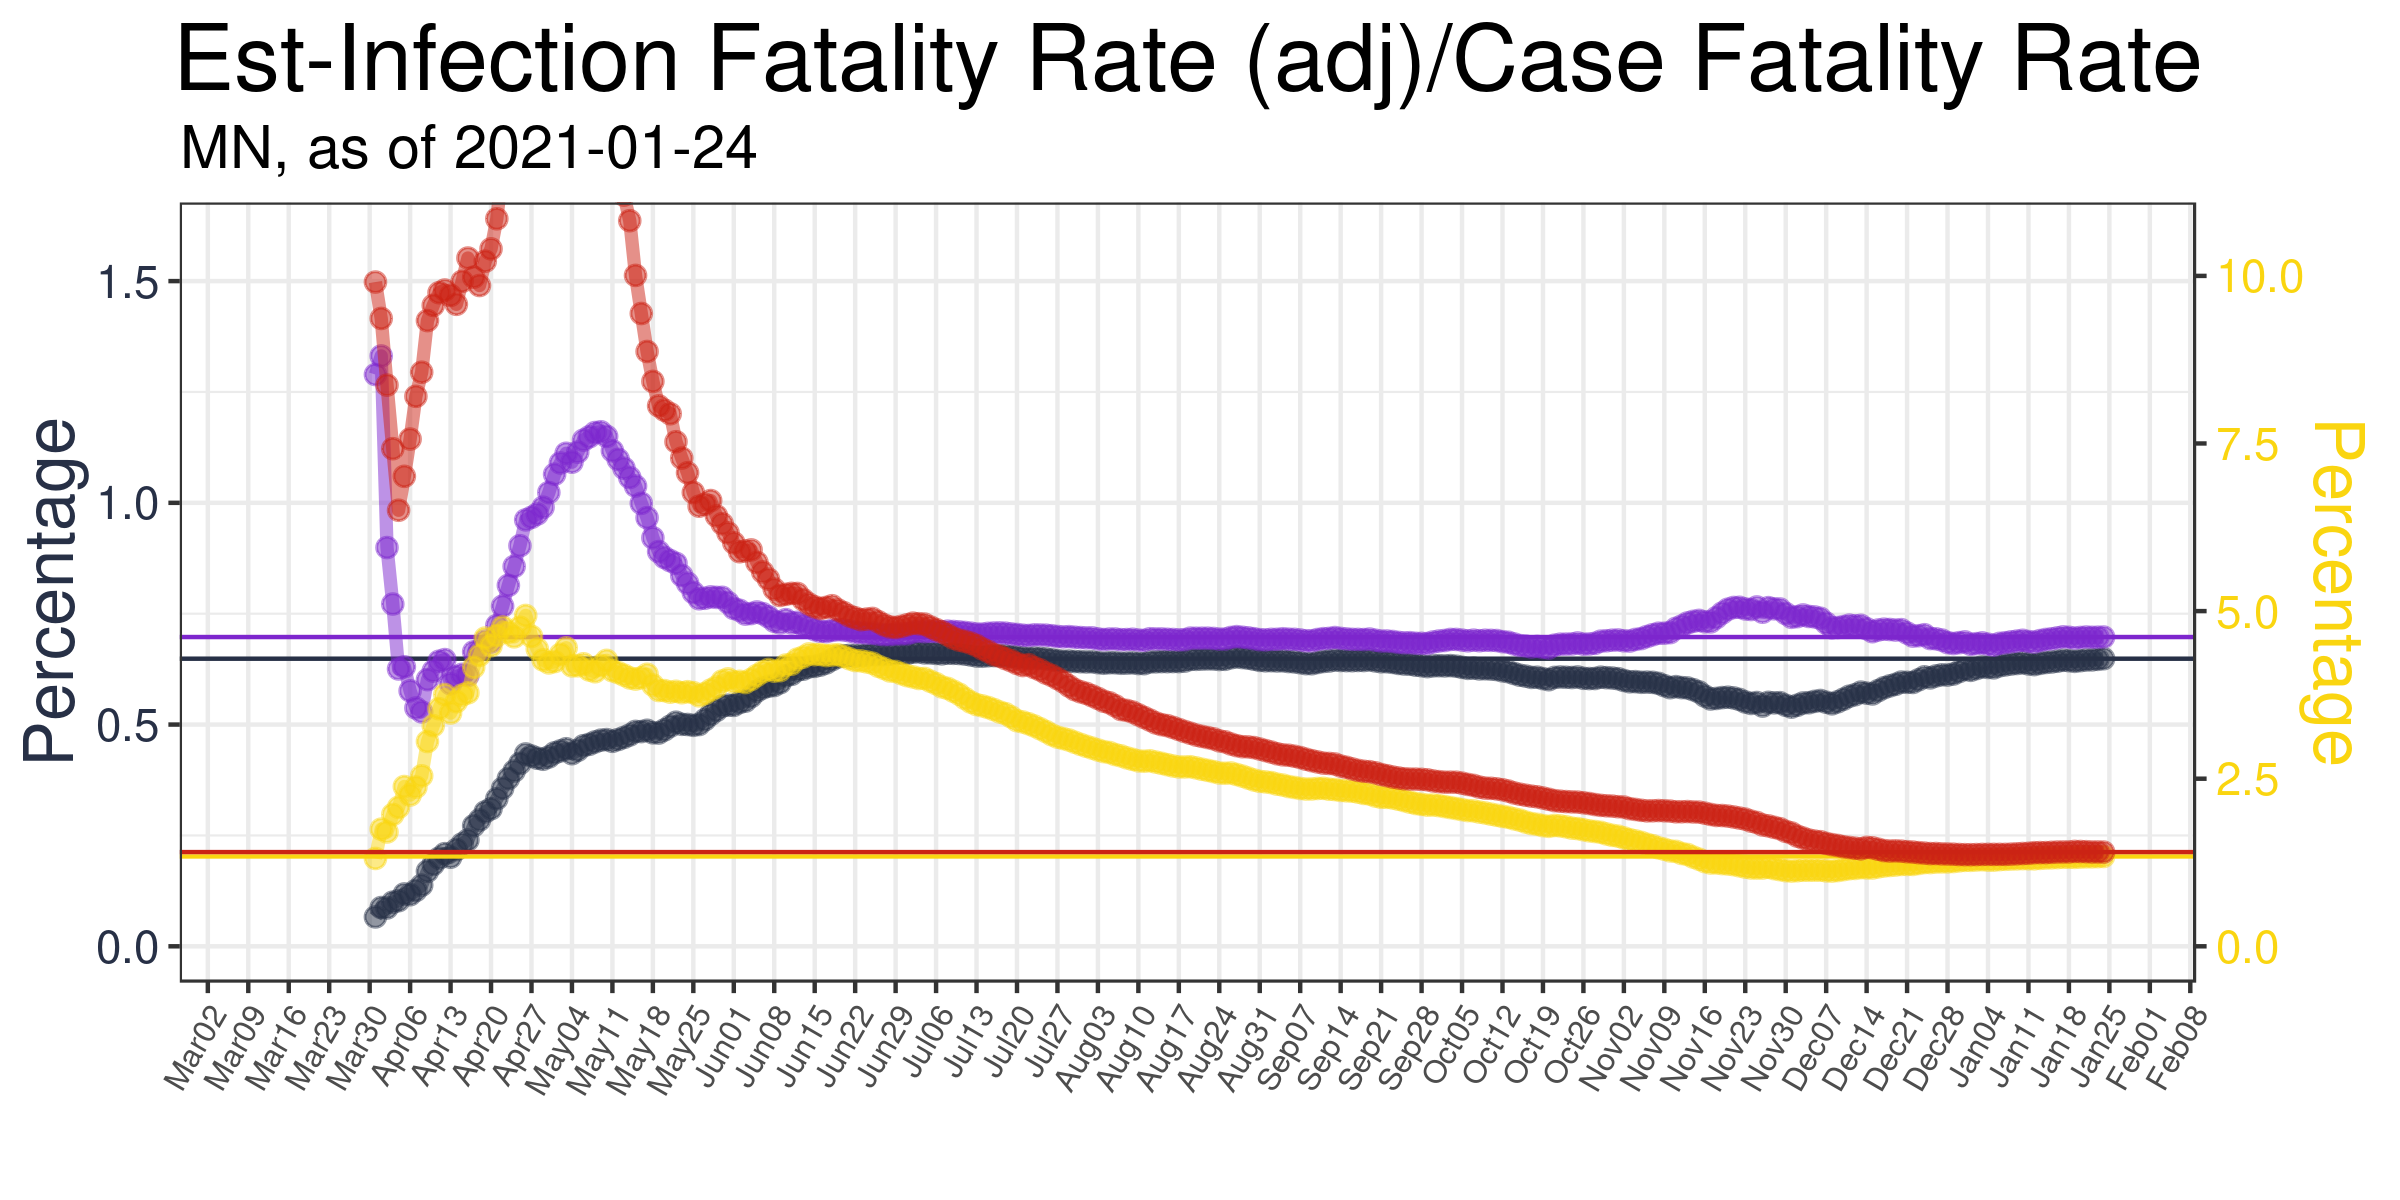 Est-Infection Fatality Rate (adj)/Case Fatality Rate
MN, as of 2021-01-24
Percentage
1.5
1.0
0.5
0.0
10.0
7.5
5.0
2.5
0.0
Percentage
Mar02 Mar09 Mar16 Mar23 Mar30 Apr06 Apr13 Apr20 Apr27 May04 May11 May18 May25 Jun01 Jun08 Jun15 Jun22 Jun29 Jul06 Jul13 Jul20 Jul27 Aug03 Aug10 Aug17 Aug24 Aug31 Sep07 Sep14 Sep21 Sep28 Oct05 Oct12 Oct19 Oct26 Nov02 Nov09 Nov16 Nov23 Nov30 Dec07 Dec14 Dec21 Dec28 Jan04 Jan11 Jan18 Jan25 Feb01 Feb08